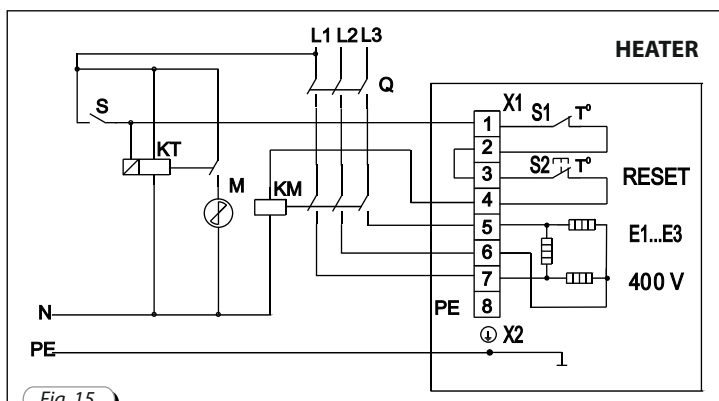 L1 L2 L3
HEATER
Q
X1
S
1
S1
T°
2
KT
3
S2
T°
RESET
M
KM
4
5
E1...E3
6
7
400 V
N
PE
8
PE
X2
Fig. 15